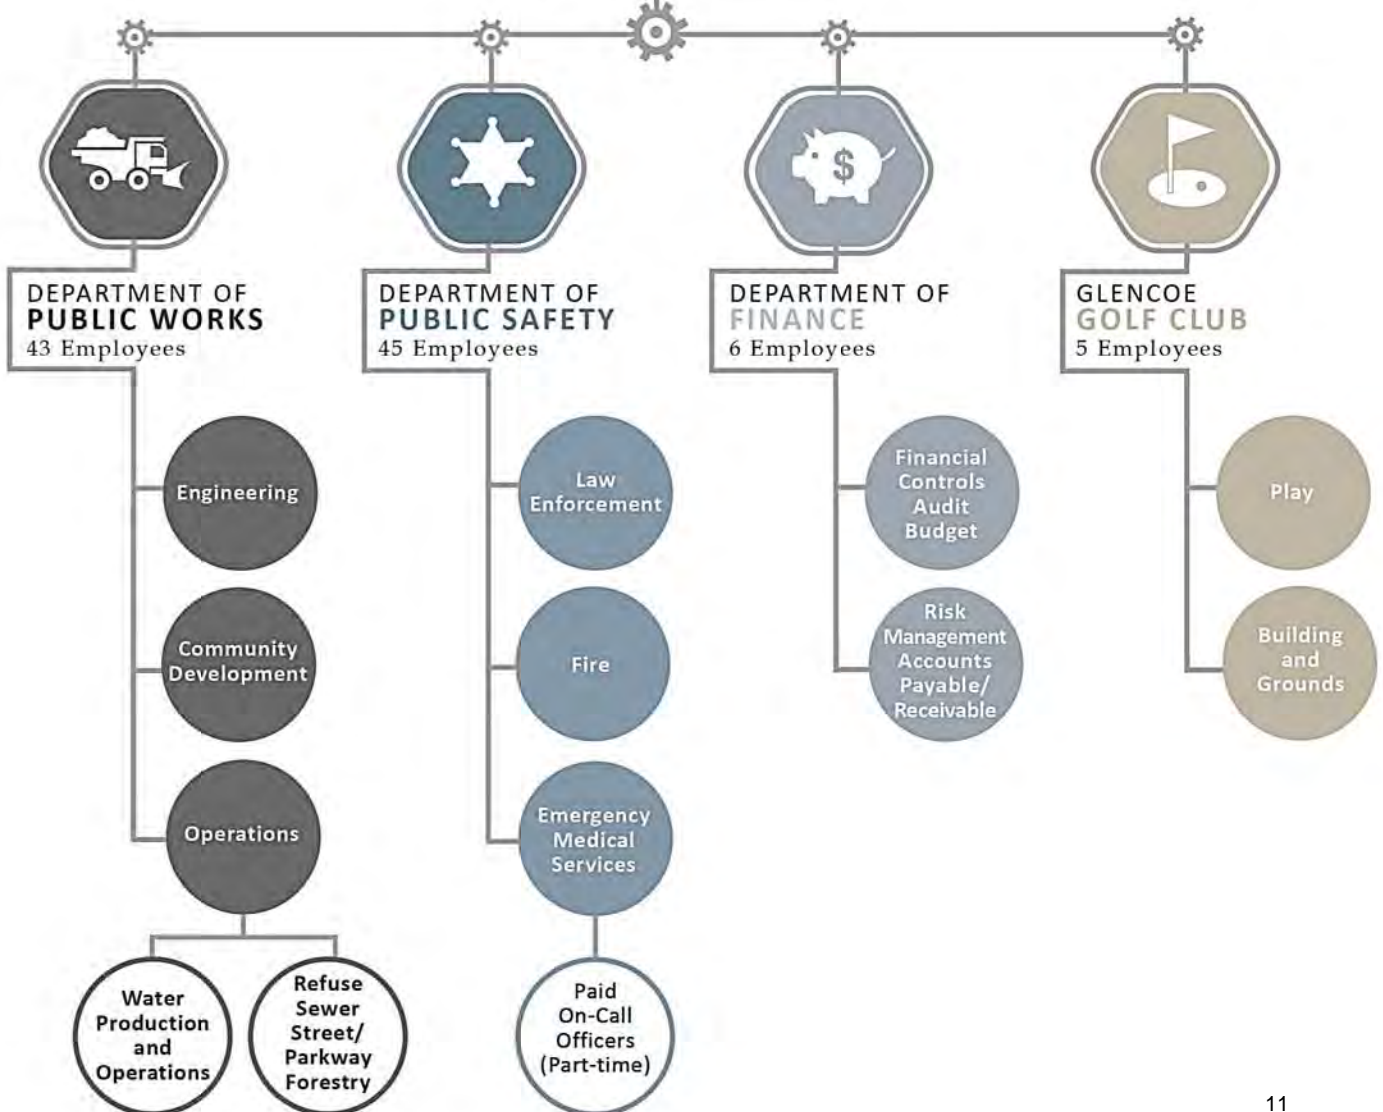 $
DEPARTMENT OF
PUBLIC WORKS
43 Employees
Engineering
Community
Development
Operations
Water
Production
and
Operations
Refuse
Sewer
Street/
Parkway
Forestry
DEPARTMENT OF
PUBLIC SAFETY
45 Employees
Law
Enforcement
Fire
Emergency
Medical
Services
Paid
On-Call
Officers
(Part-time)
DEPARTMENT OF
FINANCE
6 Employees
Financial
Controls
Audit
Budget
Risk
Management
Accounts
Payable/
Receivable
GLENCOE
GOLF CLUB
5 Employees
Play
Building
and
Grounds
11